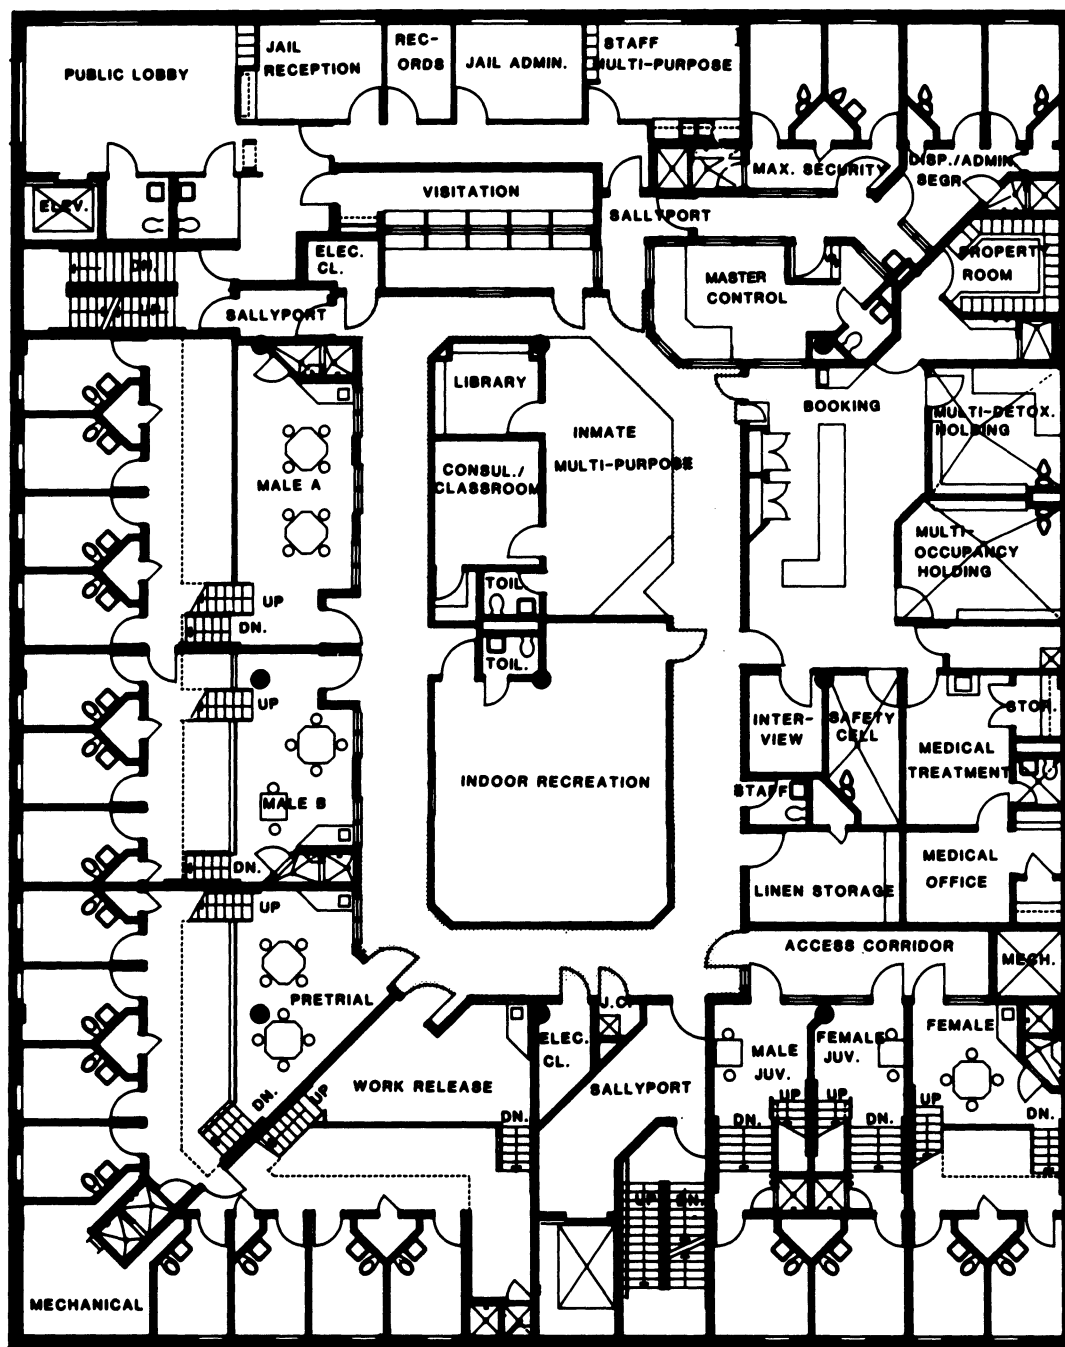 PUBLIC LOBBY
JAIL
RECEPTION
REC-
ORDS
JAIL ADMIN.
STAFF
MULTI-PURPOSE
MAX. SECURITY
DISP./ADMIN.
SEGR.
ELEV.
VISITATION
SALLYPORT
ELEC.
CL.
DN.
UP
SALLYPORT
MASTER
CONTROL
PROPERTY
ROOM
LIBRARY
INMATE
MULTI-PURPOSE
CONSUL./
CLASSROOM
BOOKING
MULTI-DETOX.
HOLDING
MULTI-
OCCUPANCY
HOLDING
MALE A
UP
DN.
TOIL.
TOIL.
UP
MALE B
DN.
INDOOR RECREATION
INTER-
VIEW
SAFETY
CELL
STOR.
MEDICAL
TREATMENT
STAFF
LINEN STORAGE
MEDICAL
OFFICE
UP
PRETRIAL
ACCESS CORRIDOR
MECH.
DN.
UP
WORK RELEASE
DN.
J.C.
ELEC.
CL.
SALLYPORT
MALE
JUV.
FEMALE
JUV.
FEMALE
UP
UP
DN.
DN.
UP
DN.
UP
DN.
MECHANICAL